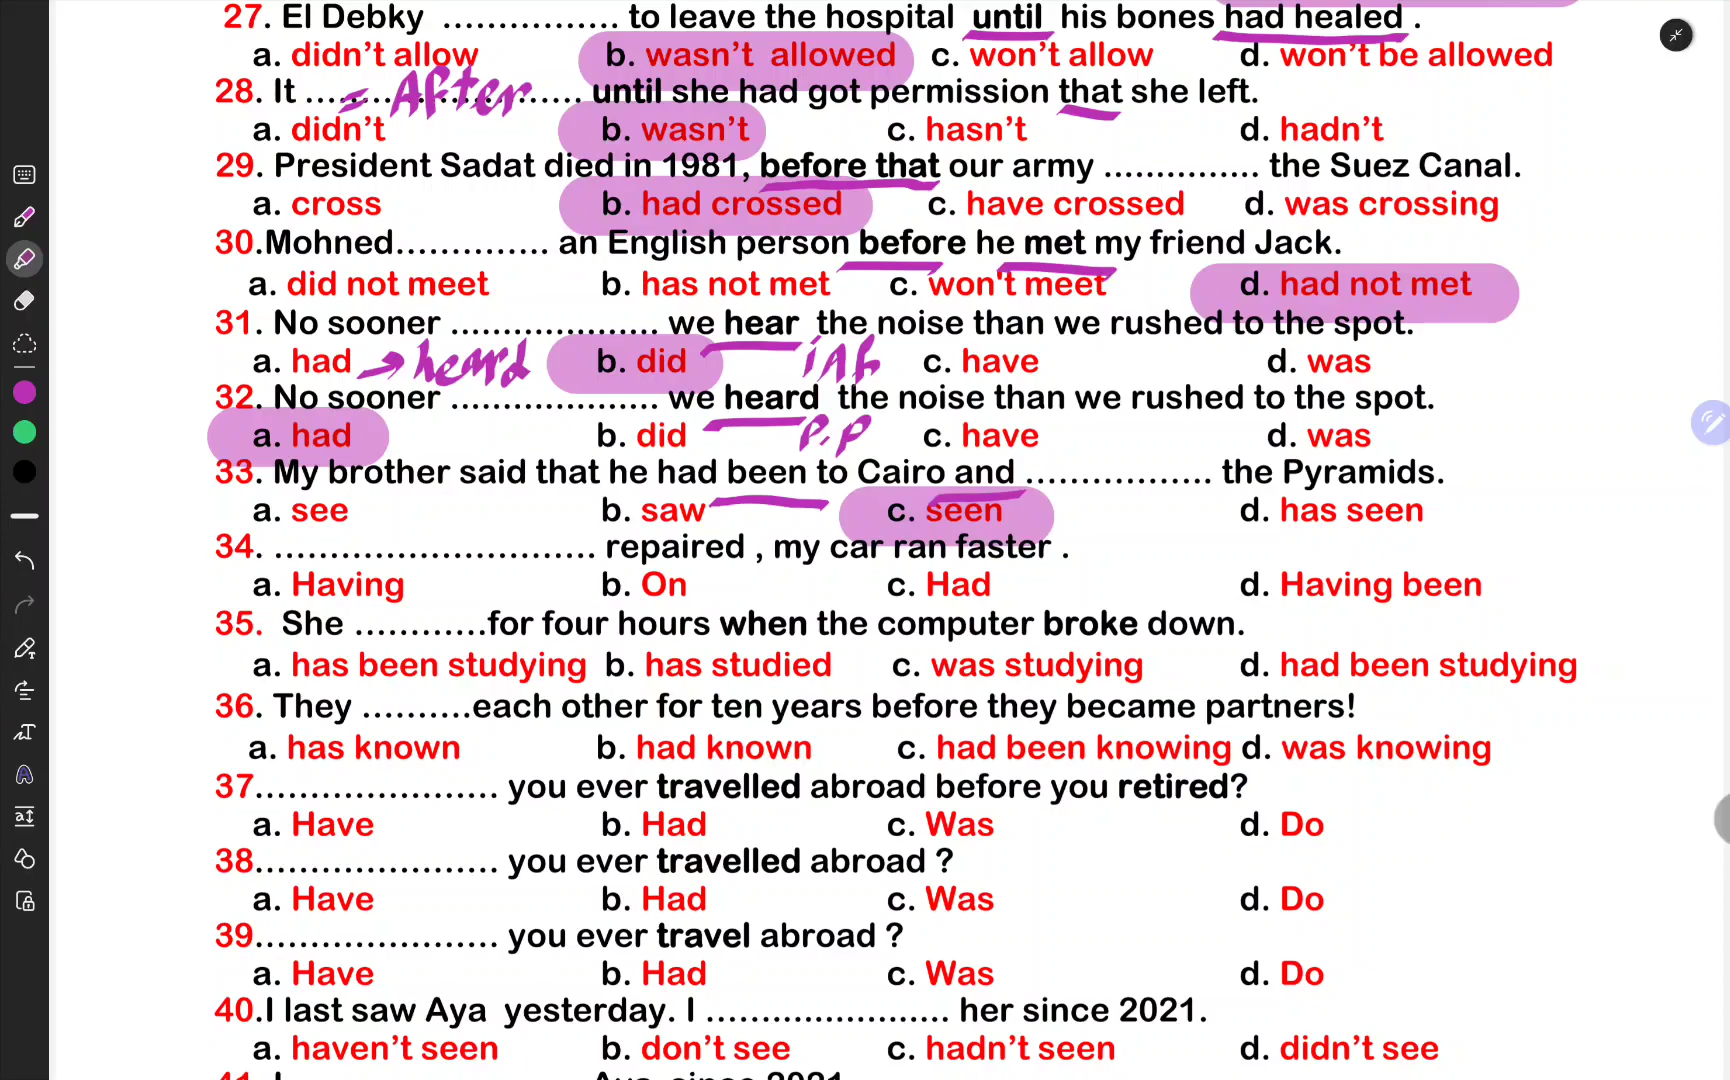 27. El Debky ................ to leave the hospital until his bones had healed .
a. didn't allow b. wasn't allowed c. won't allow d. won't be allowed
28. It ......................... until she had got permission that she left.
= After
a. didn't b. wasn't c. hasn't d. hadn't
29. President Sadat died in 1981, before that our army .............. the Suez Canal.
a. cross b. had crossed c. have crossed d. was crossing
30.Mohned.............. an English person before he met my friend Jack.
a. did not meet b. has not met c. won't meet d. had not met
31. No sooner ................... we hear the noise than we rushed to the spot.
a. had → heard b. did inf c. have d. was
32. No sooner ................... we heard the noise than we rushed to the spot.
a. had b. did P.P c. have d. was
33. My brother said that he had been to Cairo and ................. the Pyramids.
a. see b. saw c. seen d. has seen
34. ............................. repaired , my car ran faster .
a. Having b. On c. Had d. Having been
35. She ............for four hours when the computer broke down.
a. has been studying b. has studied c. was studying d. had been studying
36. They ..........each other for ten years before they became partners!
a. has known b. had known c. had been knowing d. was knowing
37...................... you ever travelled abroad before you retired?
a. Have b. Had c. Was d. Do
38...................... you ever travelled abroad ?
a. Have b. Had c. Was d. Do
39...................... you ever travel abroad ?
a. Have b. Had c. Was d. Do
40.I last saw Aya yesterday. I ...................... her since 2021.
a. haven't seen b. don't see c. hadn't seen d. didn't see